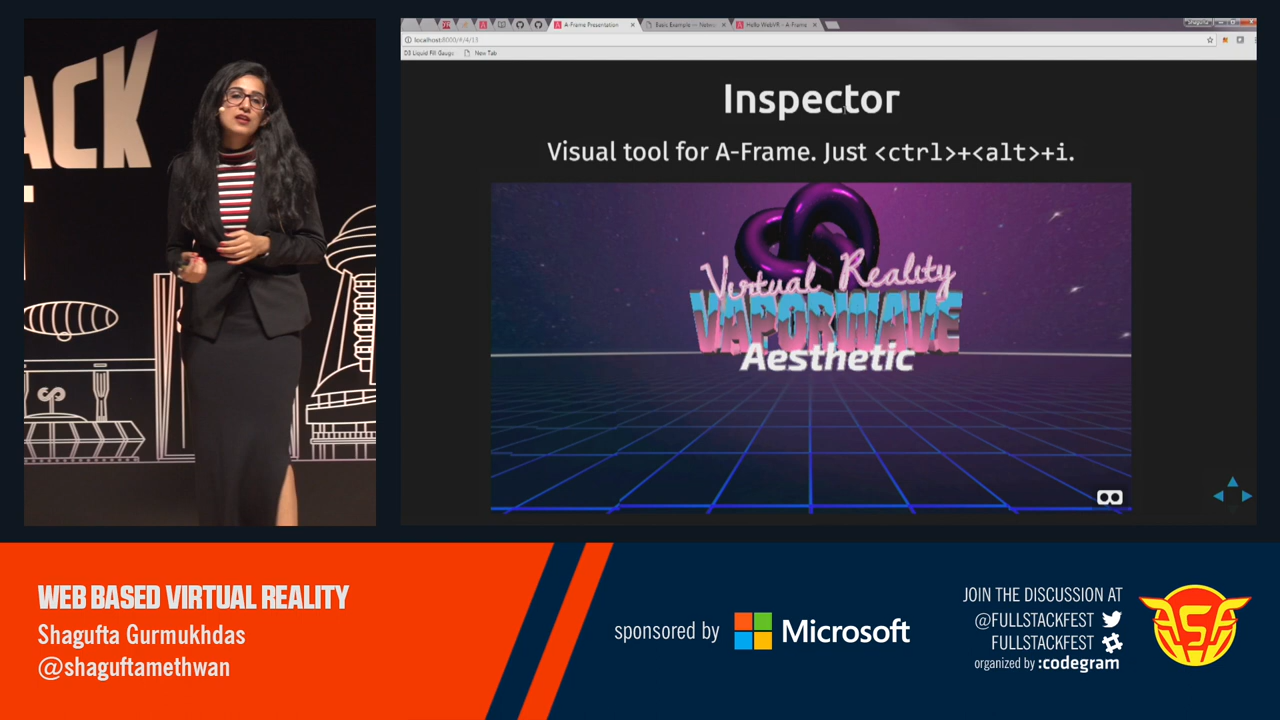 ACK
A-Frame Presentation
Basic Example — Netwo
Hello WebVR - A-Frame
localhost:8000/#/4/13
D3 Liquid Fill Gauge
New Tab
Inspector
Visual tool for A-Frame. Just <ctrl>+<alt>+i.
Virtual Reality
VAPORWAVE
Aesthetic
WEB BASED VIRTUAL REALITY
Shagufta Gurmukhdas
@shaguftamethwan
sponsored by Microsoft
JOIN THE DISCUSSION AT
@FULLSTACKFEST
FULLSTACKFEST
organized by :codegram
FSF